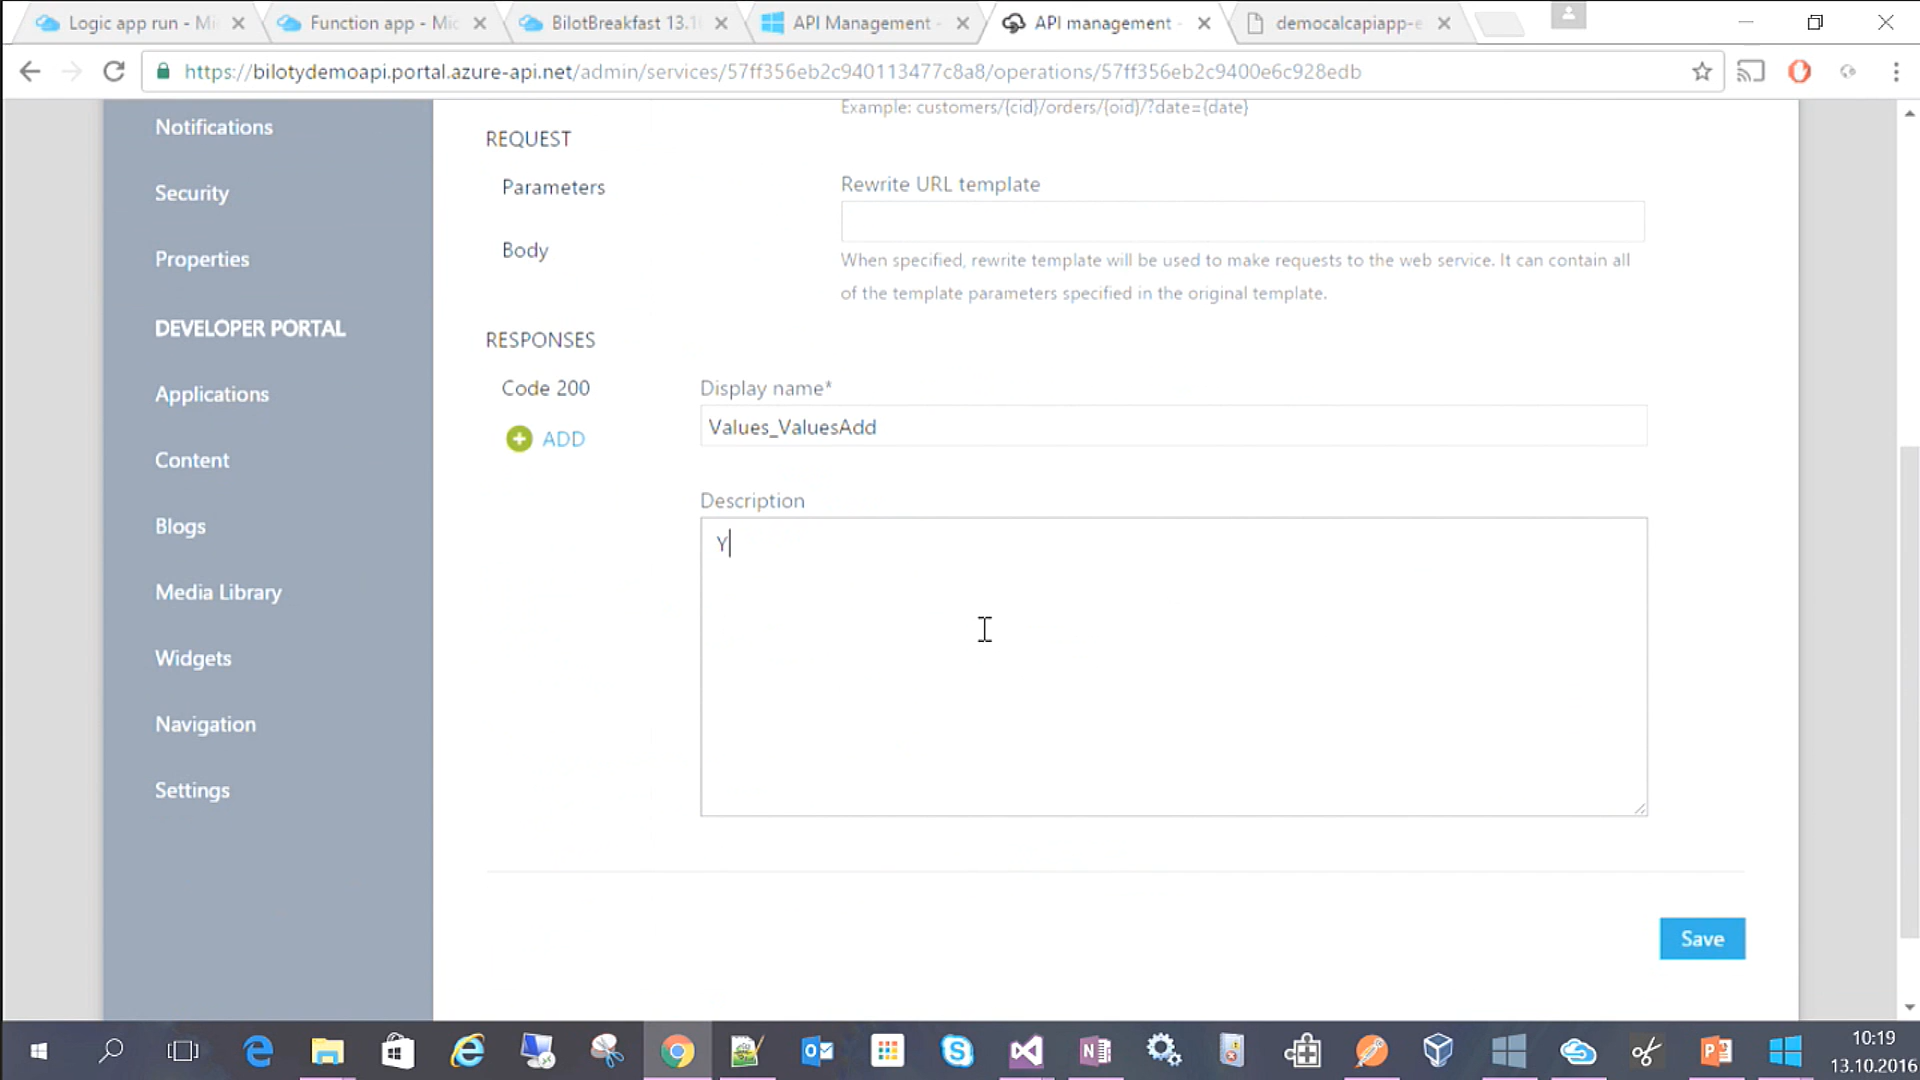 Logic app run - Mi
Function app - Mic
BilotBreakfast 13.1
API Management -
API management -
democalcapiapp-e
https://bilotydemoapi.portal.azure-api.net/admin/services/57ff356eb2c940113477c8a8/operations/57ff356eb2c9400e6c928edb
Notifications
Security
Properties
DEVELOPER PORTAL
Applications
Content
Blogs
Media Library
Widgets
Navigation
Settings
Example: customers/{cid}/orders/{oid}/?date={date}
REQUEST
Parameters
Body
Rewrite URL template
When specified, rewrite template will be used to make requests to the web service. It can contain all
of the template parameters specified in the original template.
RESPONSES
Code 200
ADD
Display name*
Values_ValuesAdd
Description
Y
Save
10:19
13.10.2016